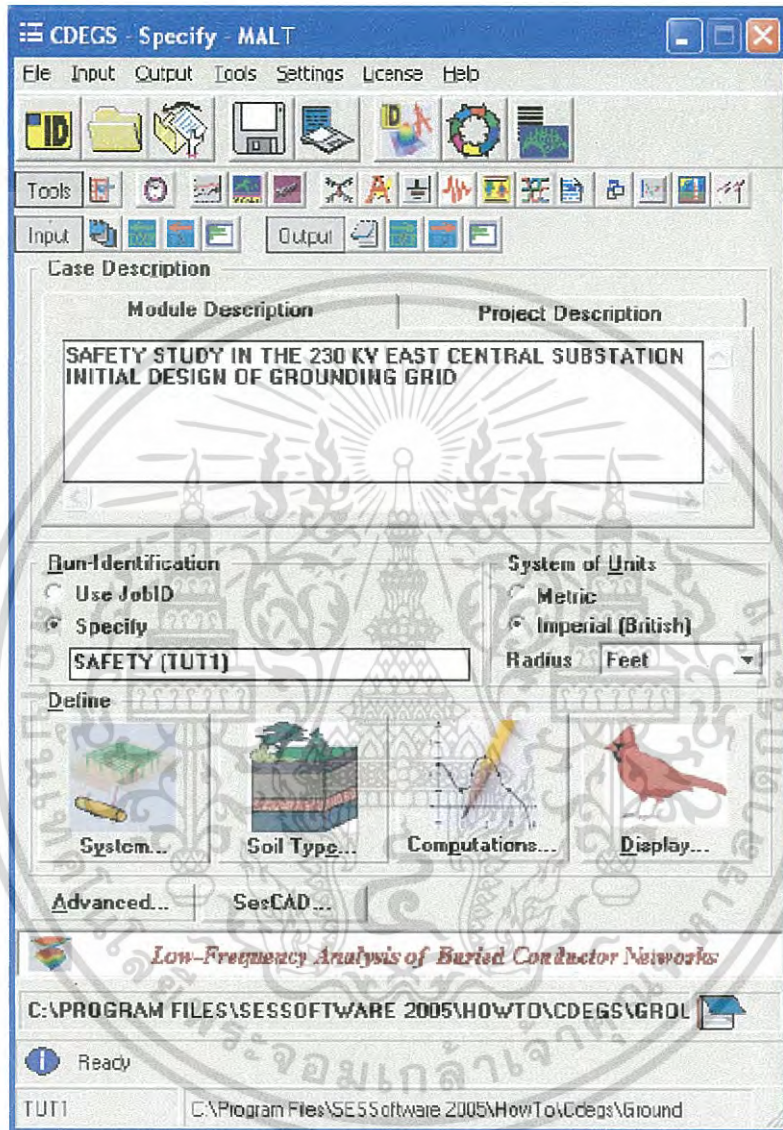 CDEGS - Specify - MALT
File Input Output Tools Settings License Help
ID
Tools
Input Output
Case Description
Module Description Project Description
SAFETY STUDY IN THE 230 KV EAST CENTRAL SUBSTATION
INITIAL DESIGN OF GROUNDING GRID
Run-Identification System of Units
Use JobID Metric
Specify Imperial (British)
SAFETY (TUT1) Radius Feet
Define
System... Soil Type... Computations... Display...
Advanced... SesCAD...
Low-Frequency Analysis of Buried Conductor Networks
C:\PROGRAM FILES\SESSOFTWARE 2005\HOWTO\CDEGS\GROU
Ready
TUT1 C:\Program Files\SESSoftware 2005\HowTo\Cdegs\Ground